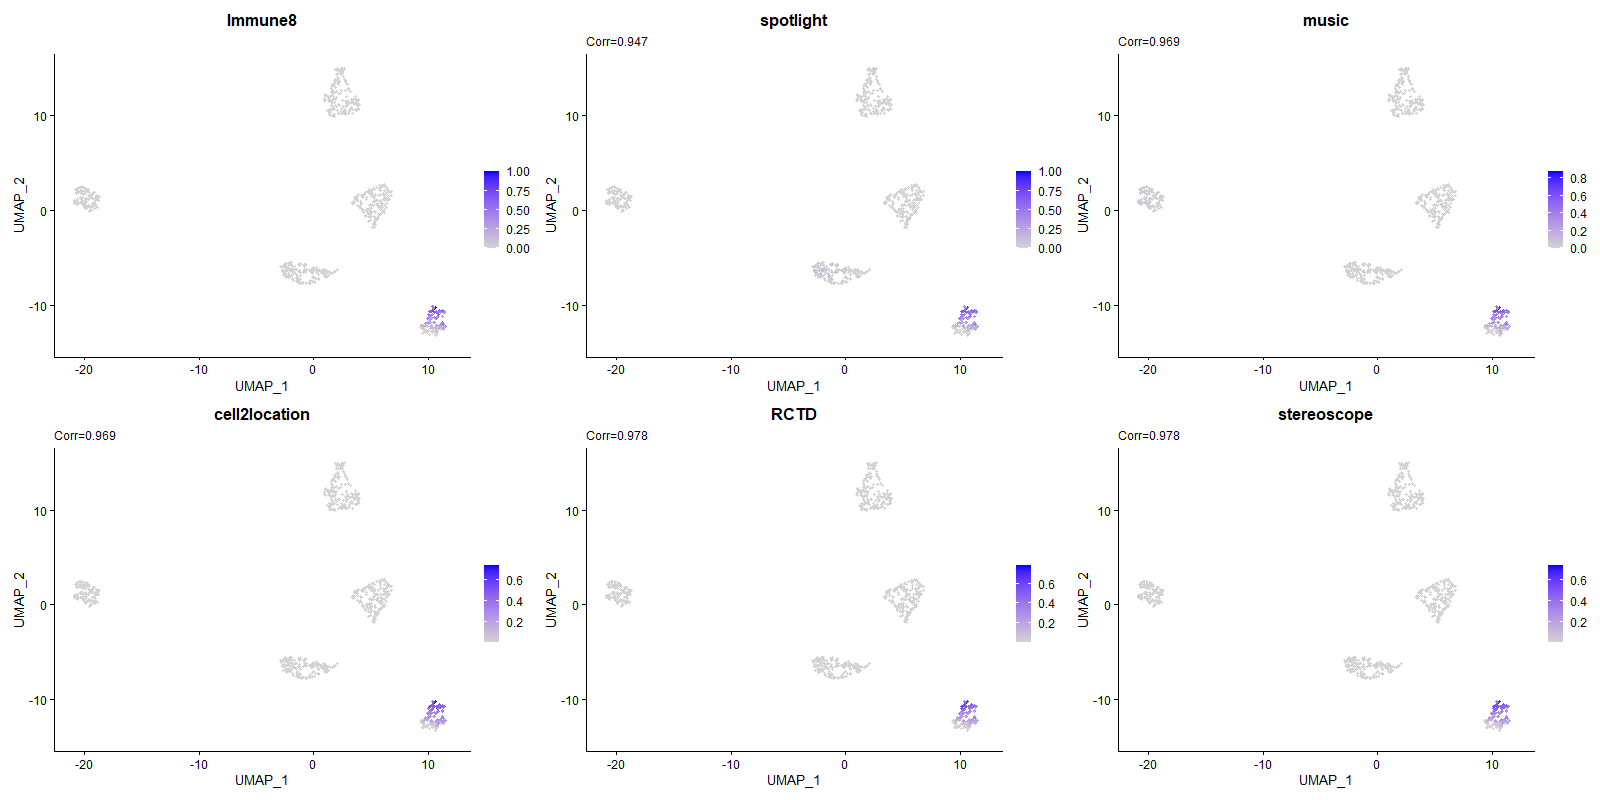 Immune8
10
0
-10
UMAP_2
-20
-10
0
10
UMAP_1
1.00
0.75
0.50
0.25
0.00
spotlight
Corr=0.947
10
0
-10
UMAP_2
-20
-10
0
10
UMAP_1
1.00
0.75
0.50
0.25
0.00
music
Corr=0.969
10
0
-10
UMAP_2
-20
-10
0
10
UMAP_1
0.8
0.6
0.4
0.2
0.0
cell2location
Corr=0.969
10
0
-10
UMAP_2
-20
-10
0
10
UMAP_1
0.6
0.4
0.2
RCTD
Corr=0.978
10
0
-10
UMAP_2
-20
-10
0
10
UMAP_1
0.6
0.4
0.2
stereoscope
Corr=0.978
10
0
-10
UMAP_2
-20
-10
0
10
UMAP_1
0.6
0.4
0.2